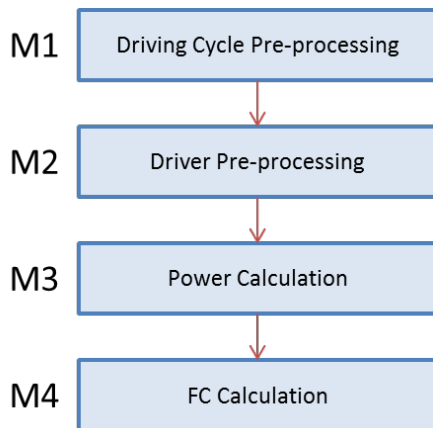 M1 Driving Cycle Pre-processing
M2 Driver Pre-processing
M3 Power Calculation
M4 FC Calculation